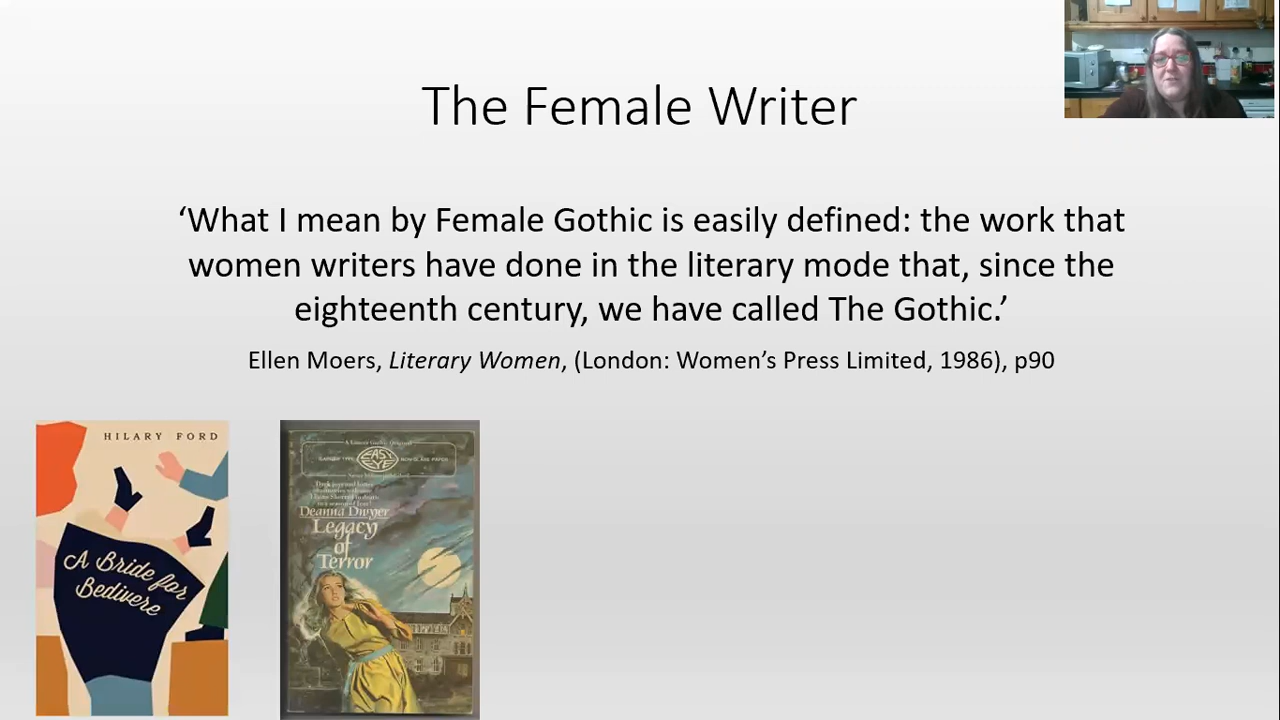 The Female Writer
‘What I mean by Female Gothic is easily defined: the work that
women writers have done in the literary mode that, since the
eighteenth century, we have called The Gothic.’
Ellen Moers, Literary Women, (London: Women’s Press Limited, 1986), p90
HILARY FORD
A Bride for
Bedivere
EASY
EYE
Deanna Dwyer
Legacy
of
Terror